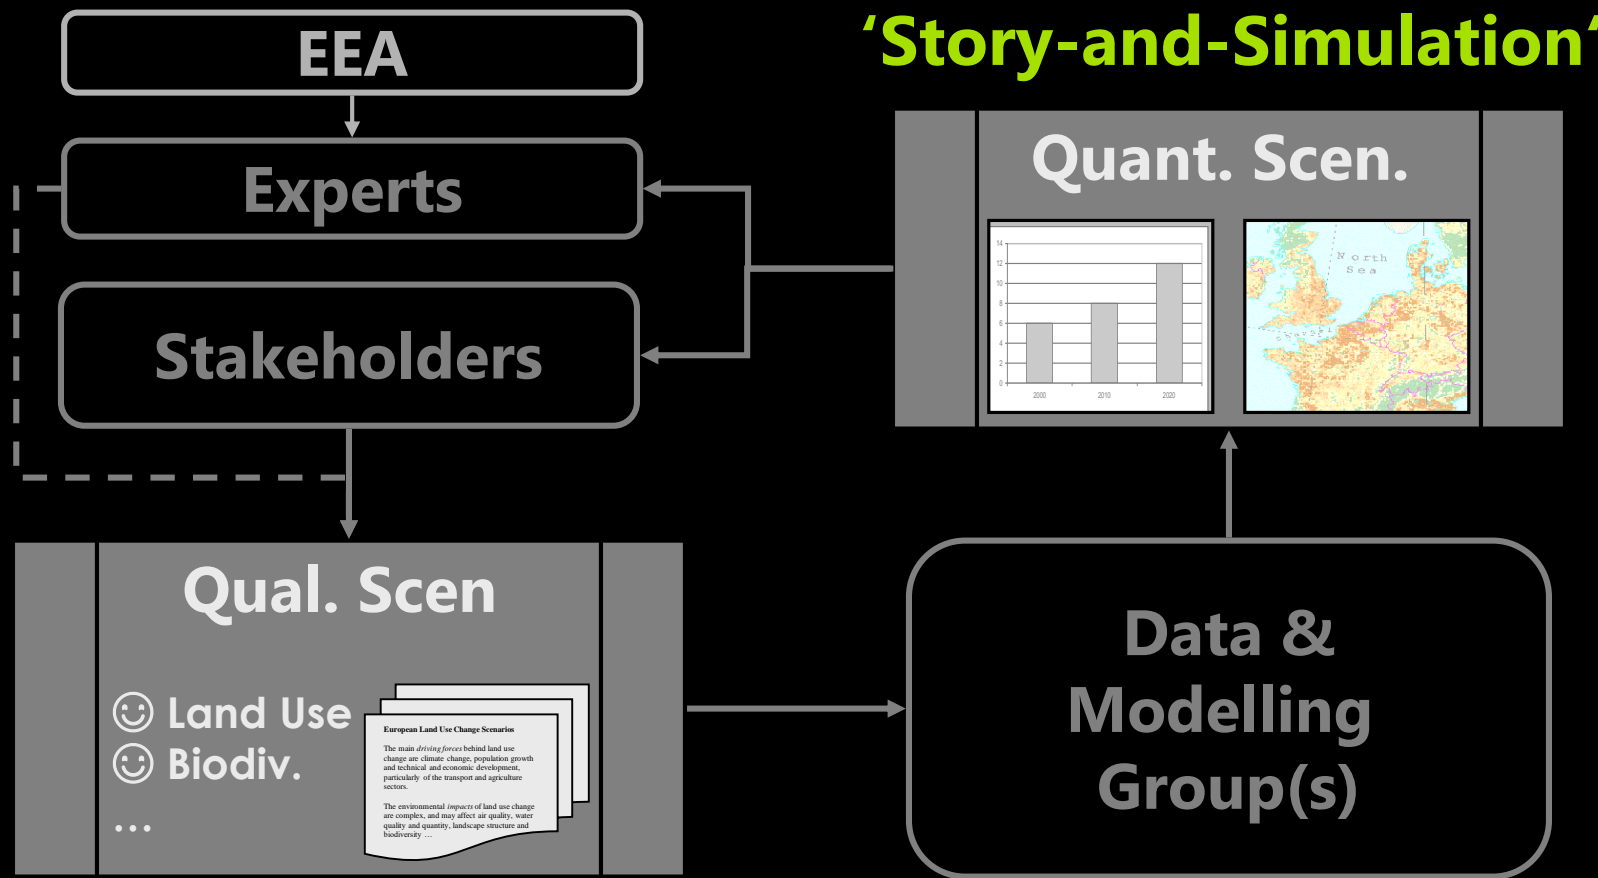 EEA
‘Story-and-Simulation‘
Experts
Stakeholders
Quant. Scen.
14
12
10
8
6
4
2
0
2000
2010
2020
North
Sea
Qual. Scen
Land Use
Biodiv.
...
European Land Use Change Scenarios
The main driving forces behind land use
change are climate change, population growth
and technical and economic development,
particularly of the transport and agriculture
sectors.
The environmental impacts of land use change
are complex, and may affect air quality, water
quality and quantity, landscape structure and
biodiversity …
Data &
Modelling
Group(s)